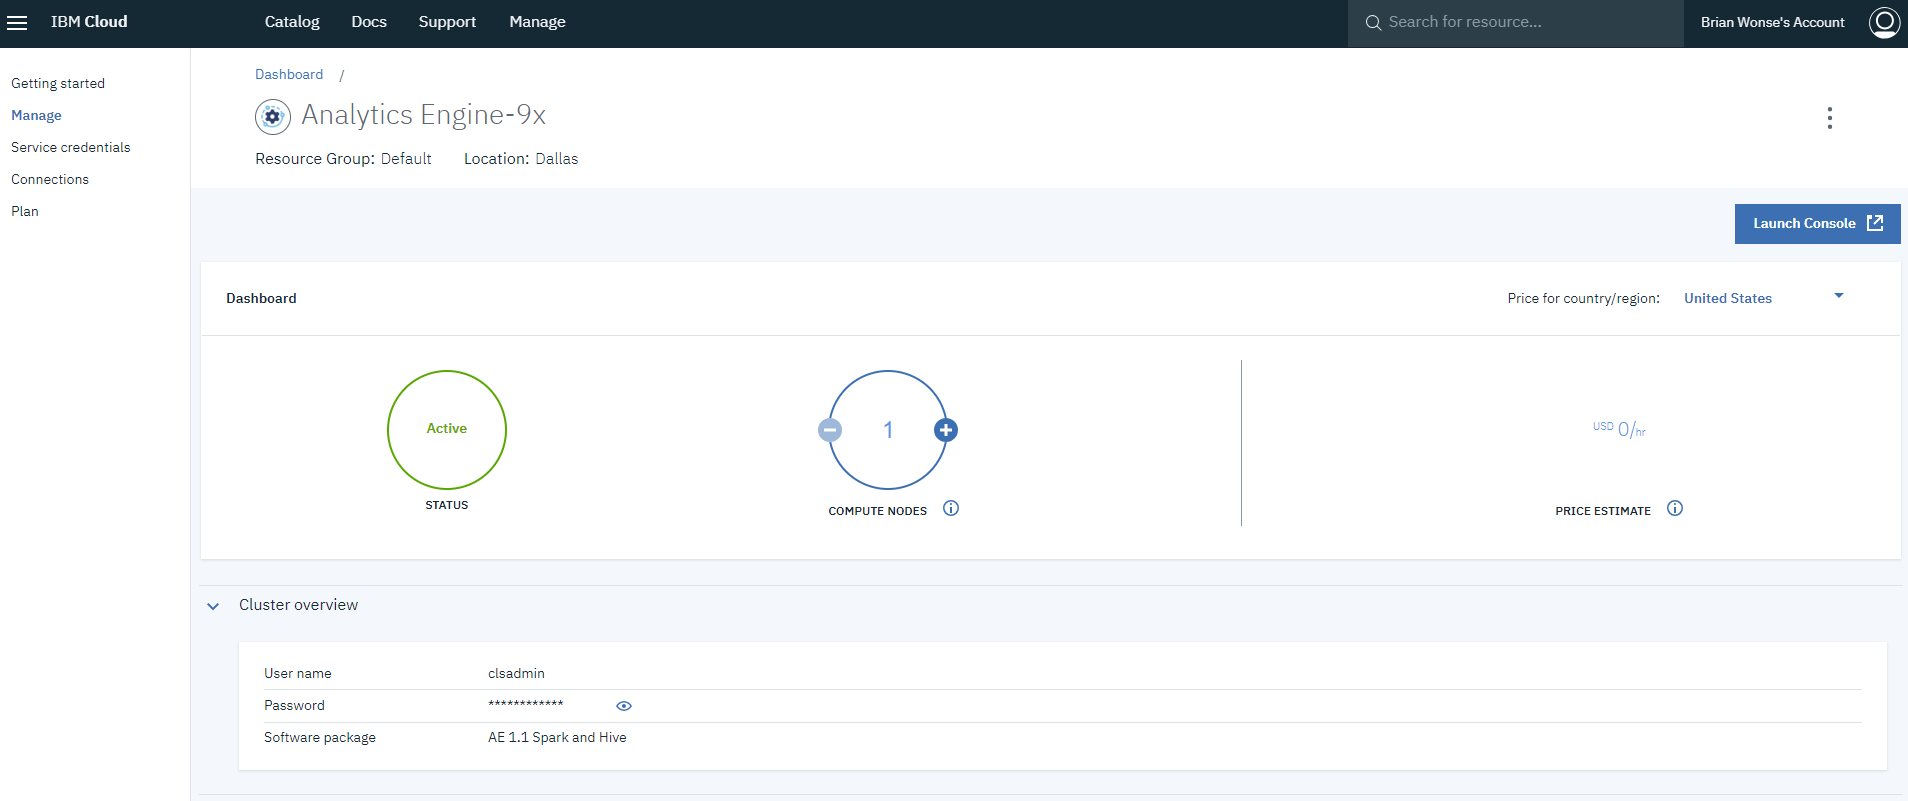 IBM Cloud Catalog Docs Support Manage Search for resource... Brian Wonse's Account
Getting started
Manage
Service credentials
Connections
Plan
Dashboard /
Analytics Engine-9x
Resource Group: Default Location: Dallas
Launch Console
Dashboard Price for country/region: United States
Active
STATUS
1
COMPUTE NODES
USD 0/hr
PRICE ESTIMATE
Cluster overview
User name clsadmin
Password ************
Software package AE 1.1 Spark and Hive